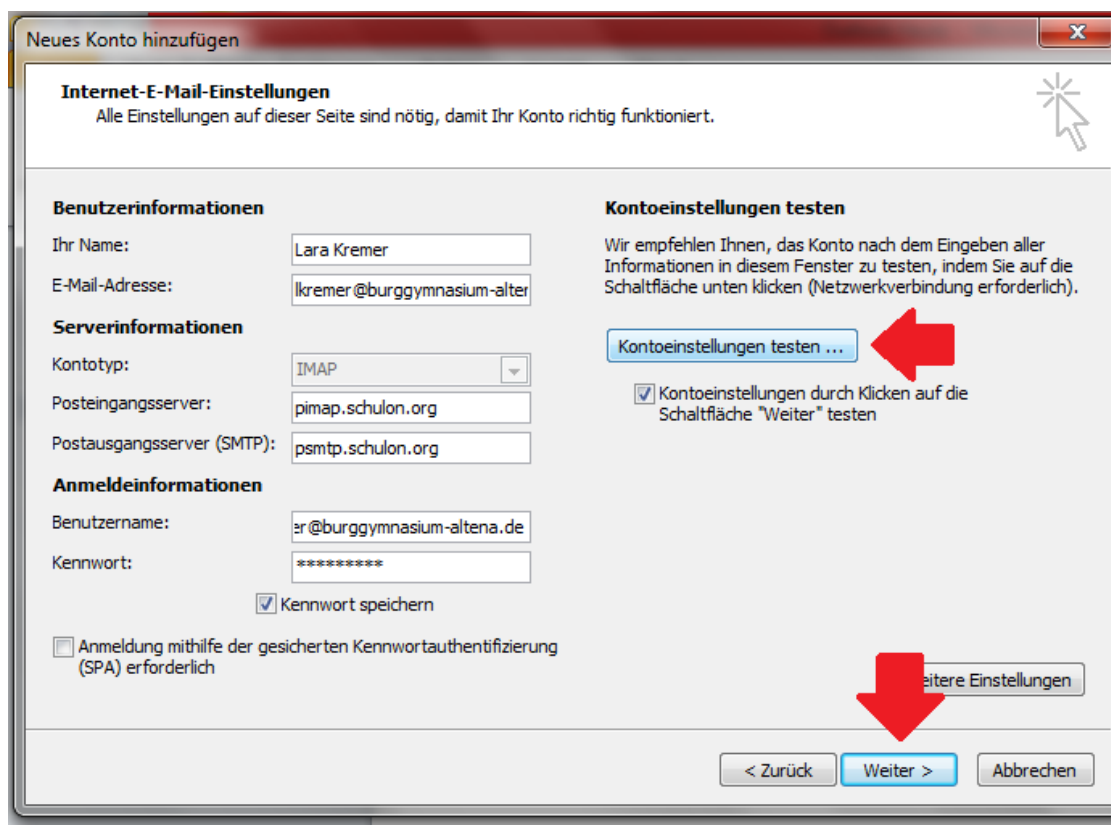 Neues Konto hinzufügen
X
Internet-E-Mail-Einstellungen
Alle Einstellungen auf dieser Seite sind nötig, damit Ihr Konto richtig funktioniert.
Benutzerinformationen
Ihr Name:
Lara Kremer
E-Mail-Adresse:
lkremer@burggymnasium-alter
Serverinformationen
Kontotyp:
IMAP
Posteingangsserver:
pimap.schulon.org
Postausgangsserver (SMTP):
psmtp.schulon.org
Anmeldeinformationen
Benutzername:
er@burggymnasium-altena.de
Kennwort:
*********
Kennwort speichern
Anmeldung mithilfe der gesicherten Kennwortauthentifizierung
(SPA) erforderlich
Kontoeinstellungen testen
Wir empfehlen Ihnen, das Konto nach dem Eingeben aller
Informationen in diesem Fenster zu testen, indem Sie auf die
Schaltfläche unten klicken (Netzwerkverbindung erforderlich).
Kontoeinstellungen testen ...
Kontoeinstellungen durch Klicken auf die
Schaltfläche "Weiter" testen
eitere Einstellungen
< Zurück
Weiter >
Abbrechen